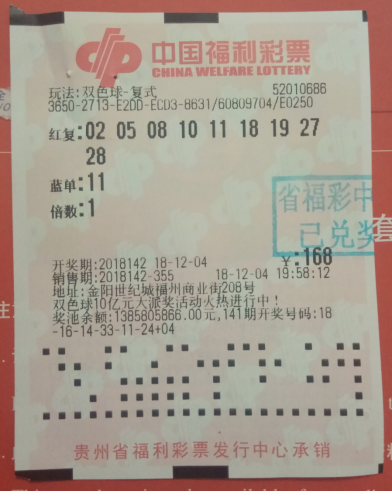 中国福利彩票
CHINA WELFARE LOTTERY
玩法:双色球-复式 52010686
3650-2713-E2DD-ECD3-8631/60809704/E0250
红复:02 05 08 10 11 18 19 27
28
蓝单:11
倍数:1
省福彩中
已兑奖
套
开奖期:2018142 18-12-04 ¥:168
销售期:2018142-355 18-12-04 19:58:12
地址:金阳世纪城福州商业街208号
双色球10亿元大派奖活动火热进行中！
奖池余额:1385805866.00元,141期开奖号码:18
-16-14-33-11-24+04
贵州省福利彩票发行中心承销